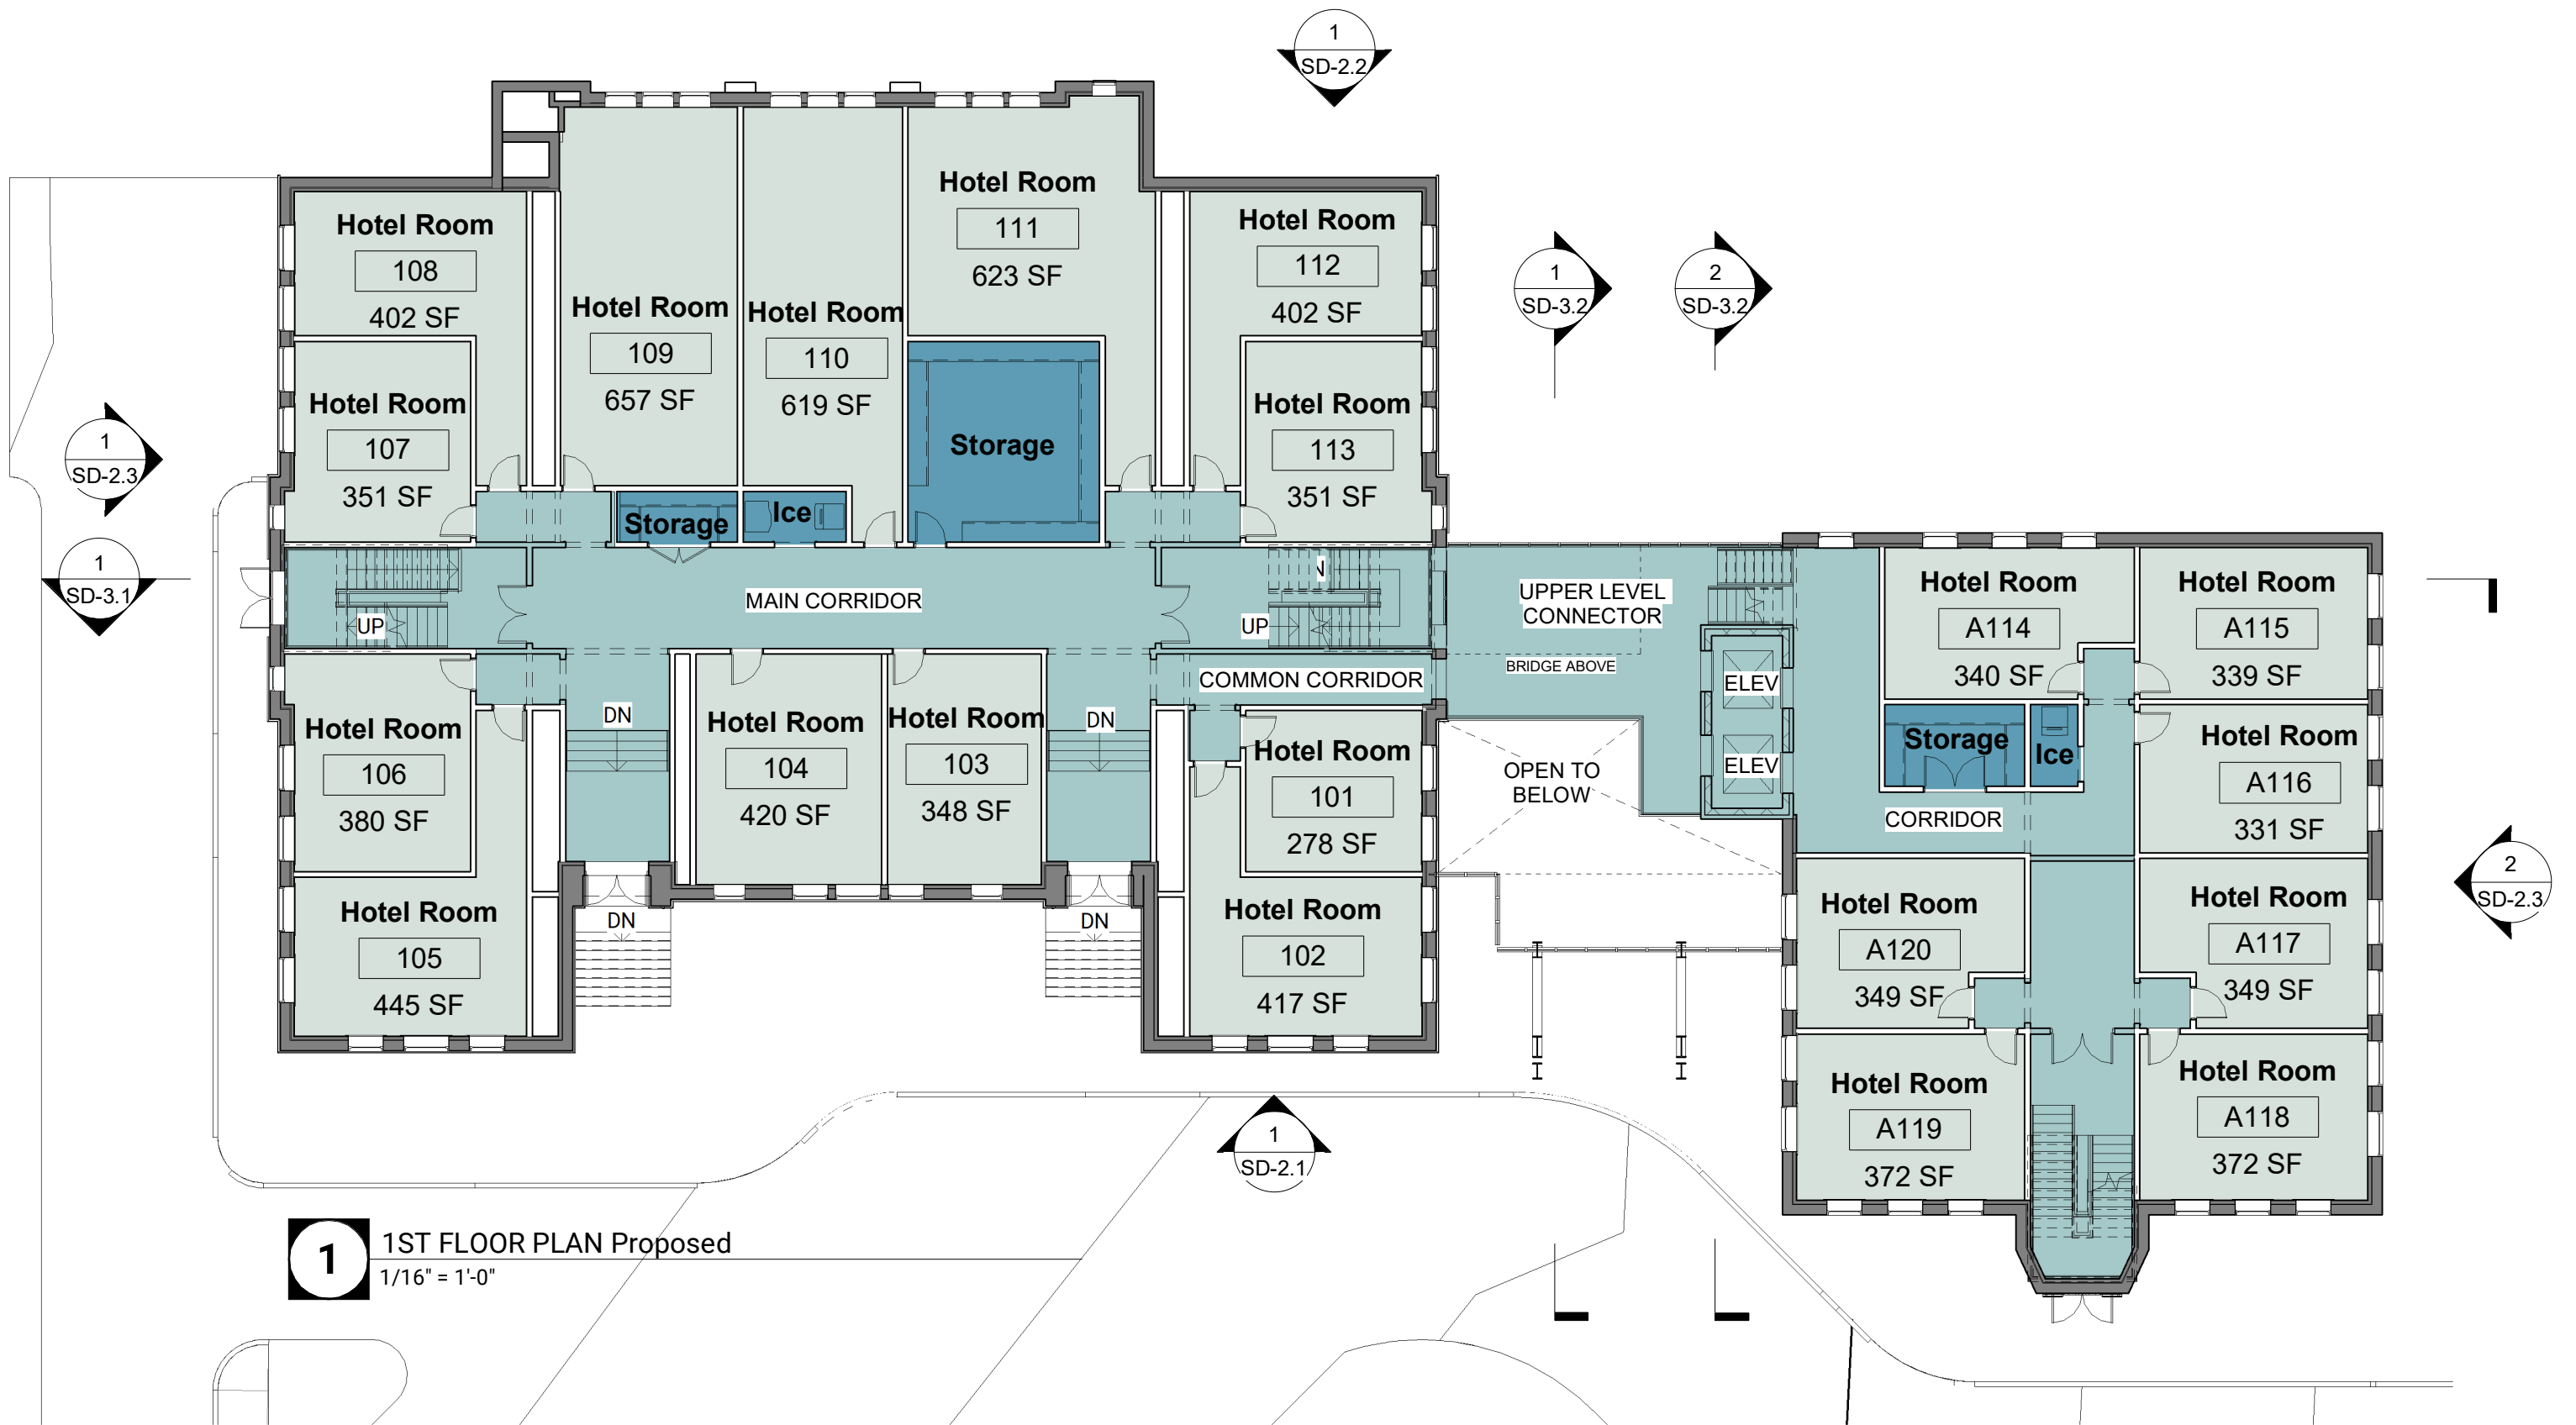 1
SD-2.2
Hotel Room
108
402 SF
Hotel Room
109
657 SF
Hotel Room
110
619 SF
Hotel Room
111
623 SF
Hotel Room
112
402 SF
1
SD-3.2
2
SD-3.2
1
SD-2.3
Hotel Room
107
351 SF
Storage
Ice
Storage
Hotel Room
113
351 SF
1
SD-3.1
UP
MAIN CORRIDOR
UP
N
UPPER LEVEL
CONNECTOR
BRIDGE ABOVE
COMMON CORRIDOR
ELEV
ELEV
Hotel Room
A114
340 SF
Hotel Room
A115
339 SF
Hotel Room
106
380 SF
DN
Hotel Room
104
420 SF
Hotel Room
103
348 SF
DN
Hotel Room
101
278 SF
OPEN TO
BELOW
Storage
Ice
CORRIDOR
Hotel Room
A116
331 SF
Hotel Room
105
445 SF
DN
DN
Hotel Room
102
417 SF
Hotel Room
A120
349 SF
Hotel Room
A117
349 SF
2
SD-2.3
Hotel Room
A119
372 SF
Hotel Room
A118
372 SF
1
SD-2.1
1
1ST FLOOR PLAN Proposed
1/16" = 1'-0"